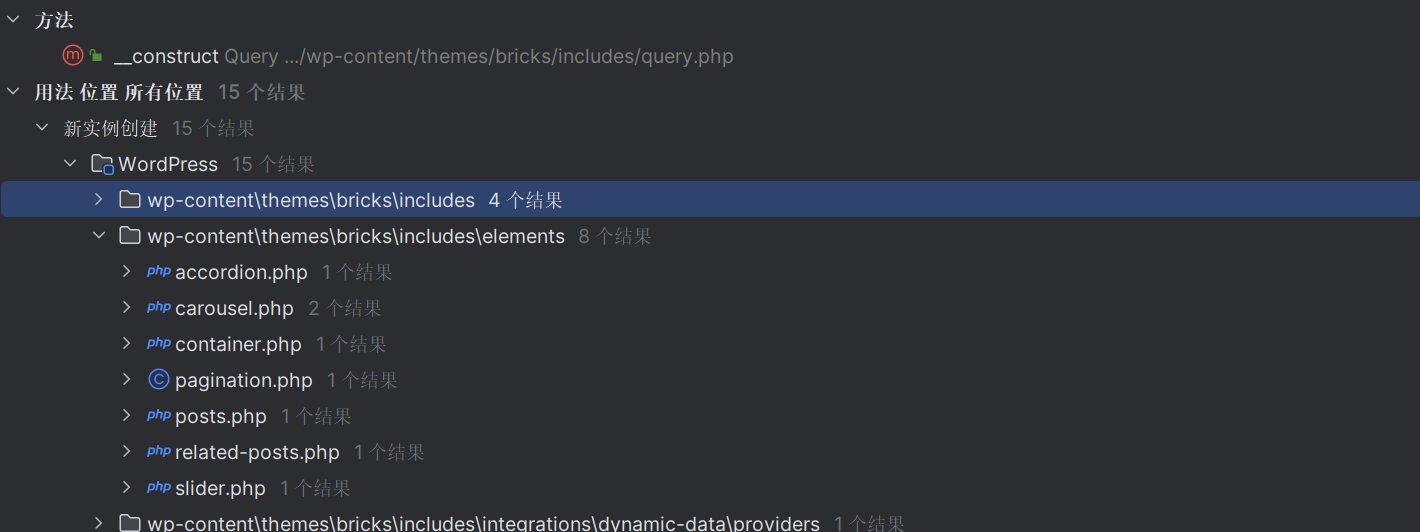 方法
__construct Query .../wp-content/themes/bricks/includes/query.php
用法 位置 所有位置 15 个结果
新实例创建 15 个结果
WordPress 15 个结果
wp-content\themes\bricks\includes 4 个结果
wp-content\themes\bricks\includes\elements 8 个结果
php accordion.php 1 个结果
php carousel.php 2 个结果
php container.php 1 个结果
pagination.php 1 个结果
php posts.php 1 个结果
php related-posts.php 1 个结果
php slider.php 1 个结果
wp-content\themes\bricks\includes\integrations\dynamic-data\providers 1 个结果